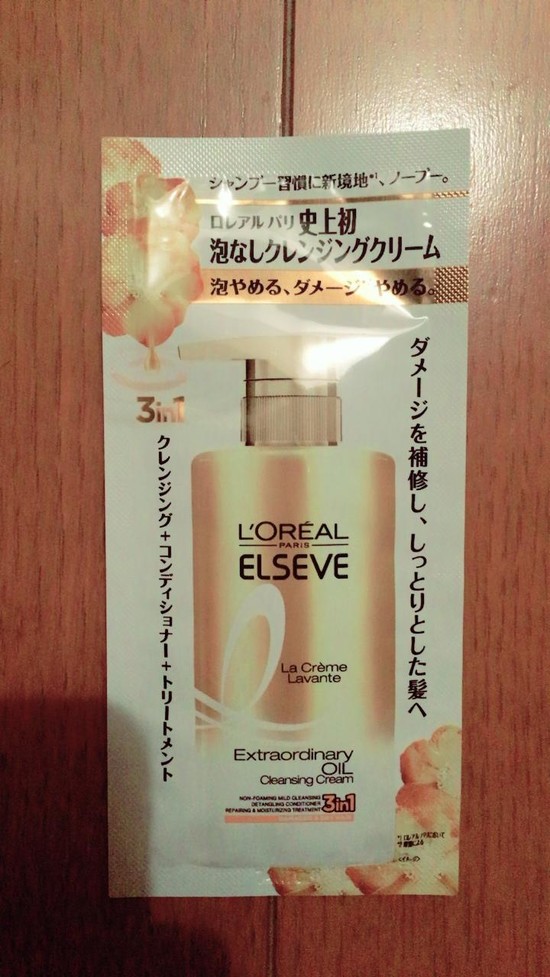 シャンプー習慣に新境地*1、ノープー。
ロレアル パリ 史上初
泡なしクレンジングクリーム
泡やめる、ダメージやめる。
ダメージを補修し、しっとりとした髪へ
3in1
クレンジング+コンディショナー+トリートメント
L'ORÉAL
PARIS
ELSEVE
La Crème
Lavante
Extraordinary
OIL
Cleansing Cream
NON-FOAMING MILD CLEANSING
DETANGLING CONDITIONER
REPAIRING & MOISTURIZING TREATMENT
3in1